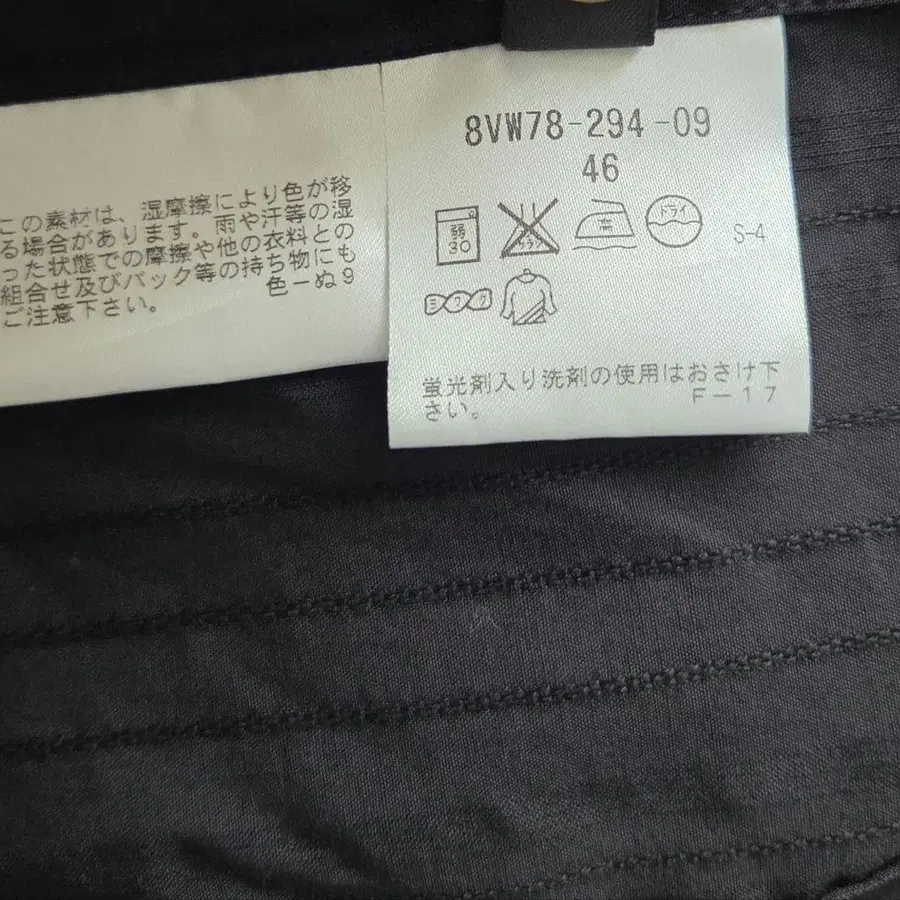 この素材は、湿摩擦により色が移
る場合があります。雨や汗等の湿
った状態での摩擦や他の衣料との
組合せ及びバック等の持ち物にも
ご注意下さい。
色ーぬ9
8VW78-294-09
46
弱
30
高
ドライ
S-4
蛍光剤入り洗剤の使用はおさけ下
さい。
F-17